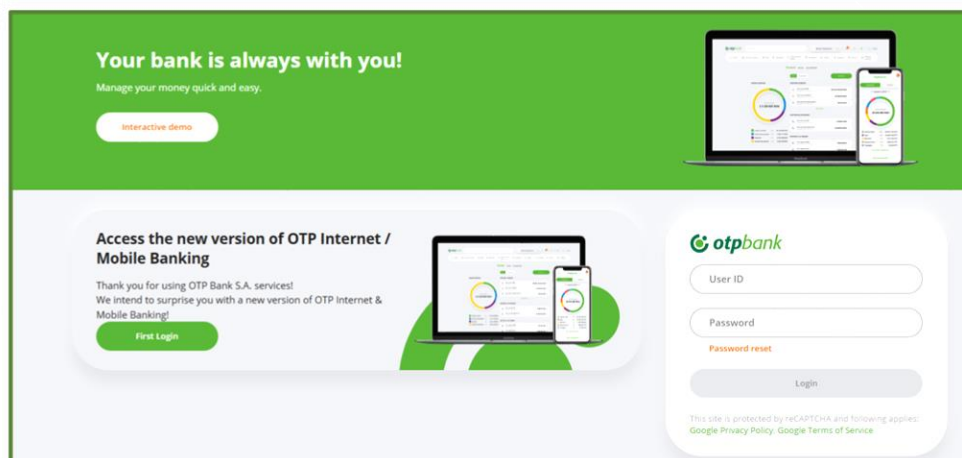 Your bank is always with you!
Manage your money quick and easy.
Interactive demo
Access the new version of OTP Internet /
Mobile Banking
Thank you for using OTP Bank S.A. services!
We intend to surprise you with a new version of OTP Internet &
Mobile Banking!
First Login
otpbank
User ID
Password
Password reset
Login
This site is protected by reCAPTCHA and following applies:
Google Privacy Policy. Google Terms of Service